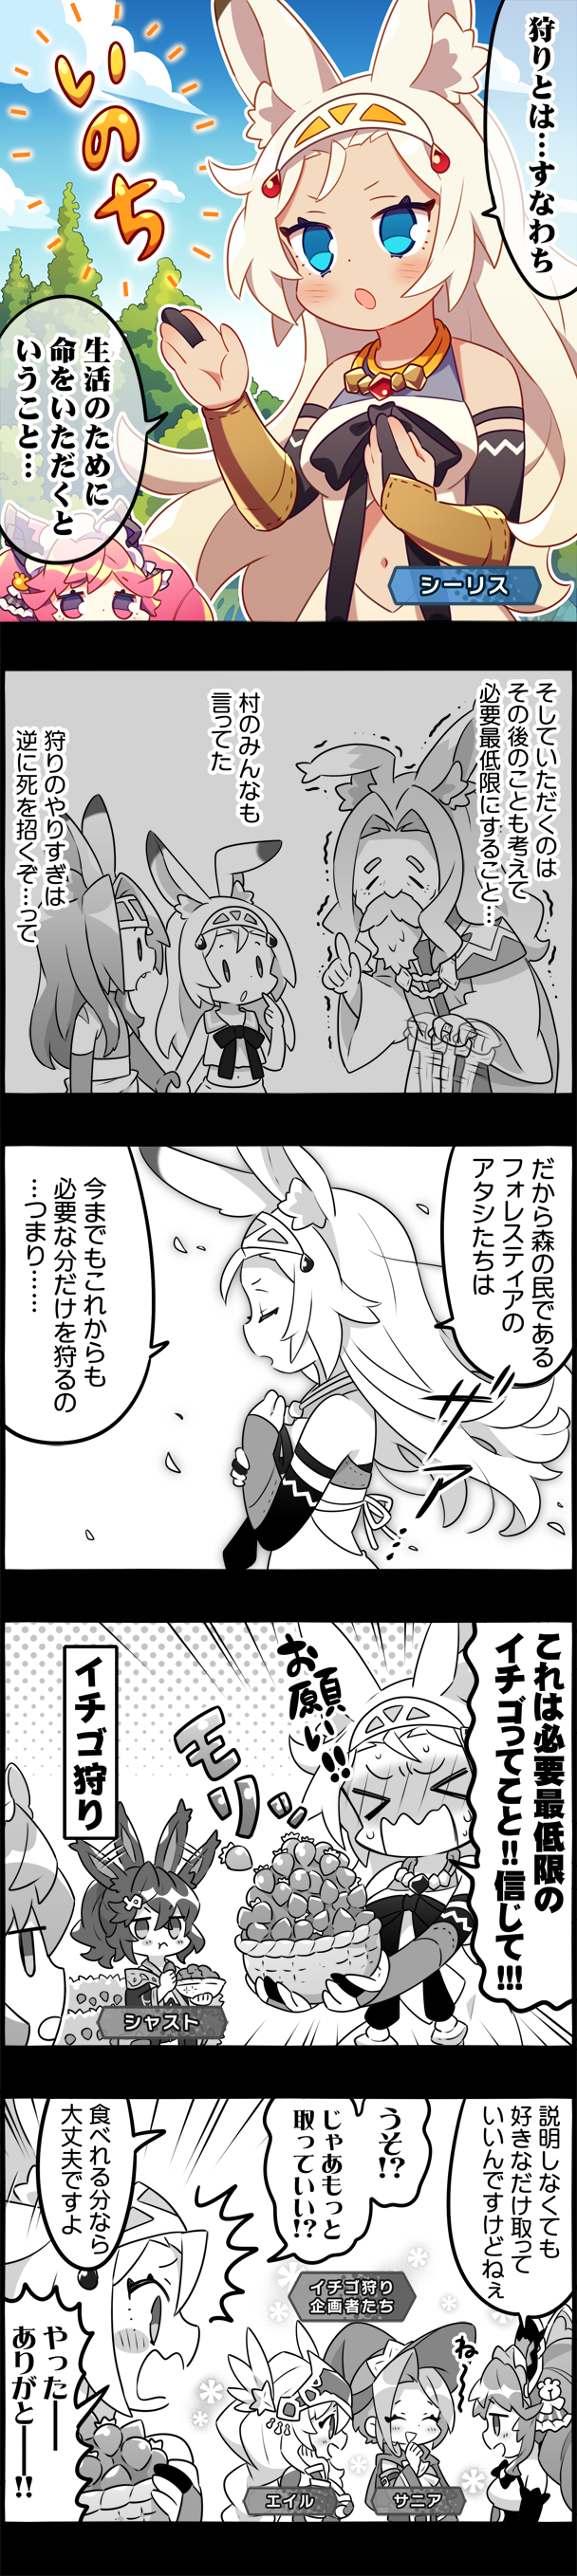 狩りとは…すなわち
いのち
生活のために
命をいただくと
いうこと…
シーリス
そしていただくのは
その後のことも考えて
必要最低限にすること…
村のみんなも
言ってた
狩りのやりすぎは
逆に死を招くぞ…って
だから森の民である
フォレスティアの
アタシたちは
ザァァ…
今までもこれからも
必要な分だけを狩るの
…つまり……
これは必要最低限の
イチゴってこと!!信じて!!!
お願い!!
モリッ
イチゴ狩り
シャスト
説明しなくても
好きなだけ取って
いいんですけどねぇ
ね～
うそ!?
じゃあもっと
取っていい!?
イチゴ狩り
企画者たち
エイル
サニア
食べれる分なら
大丈夫ですよ
やったー
ありがとー!!